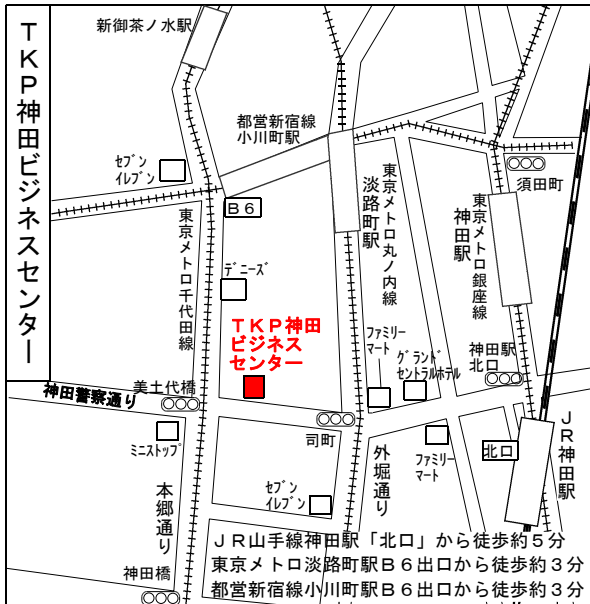 TKP神田ビジネスセンター
新御茶ノ水駅
都営新宿線
小川町駅
セブン
イレブン
B6
東京メトロ千代田線
デニーズ
淡路町駅
東京メトロ丸ノ内線
東京メトロ銀座線
神田駅
須田町
TKP神田
ビジネス
センター
ファミリー
マート
グランド
セントラルホテル
神田駅
北口
神田警察通り
美土代橋
ミニストップ
司町
外堀通り
ファミリー
マート
北口
JR神田駅
本郷通り
セブン
イレブン
神田橋
JR山手線神田駅「北口」から徒歩約5分
東京メトロ淡路町駅B6出口から徒歩約3分
都営新宿線小川町駅B6出口から徒歩約3分